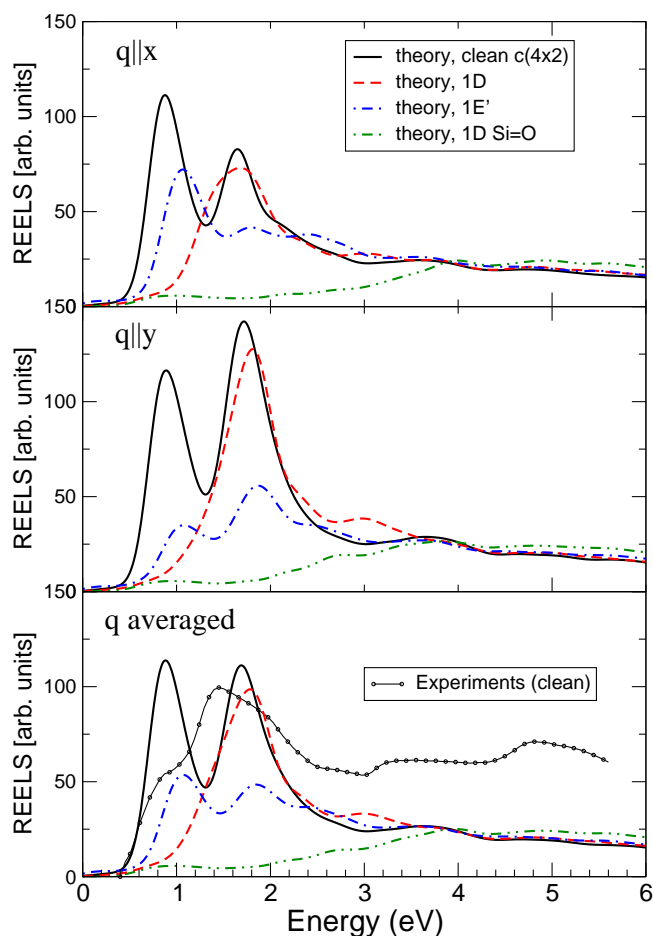 150
q||x
theory, clean c(4x2)
theory, 1D
theory, 1E'
theory, 1D Si=O
100
50
REELS [arb. units]
150
q||y
100
50
REELS [arb. units]
150
q averaged
Experiments (clean)
100
50
0
REELS [arb. units]
0 1 2 3 4 5 6
Energy (eV)